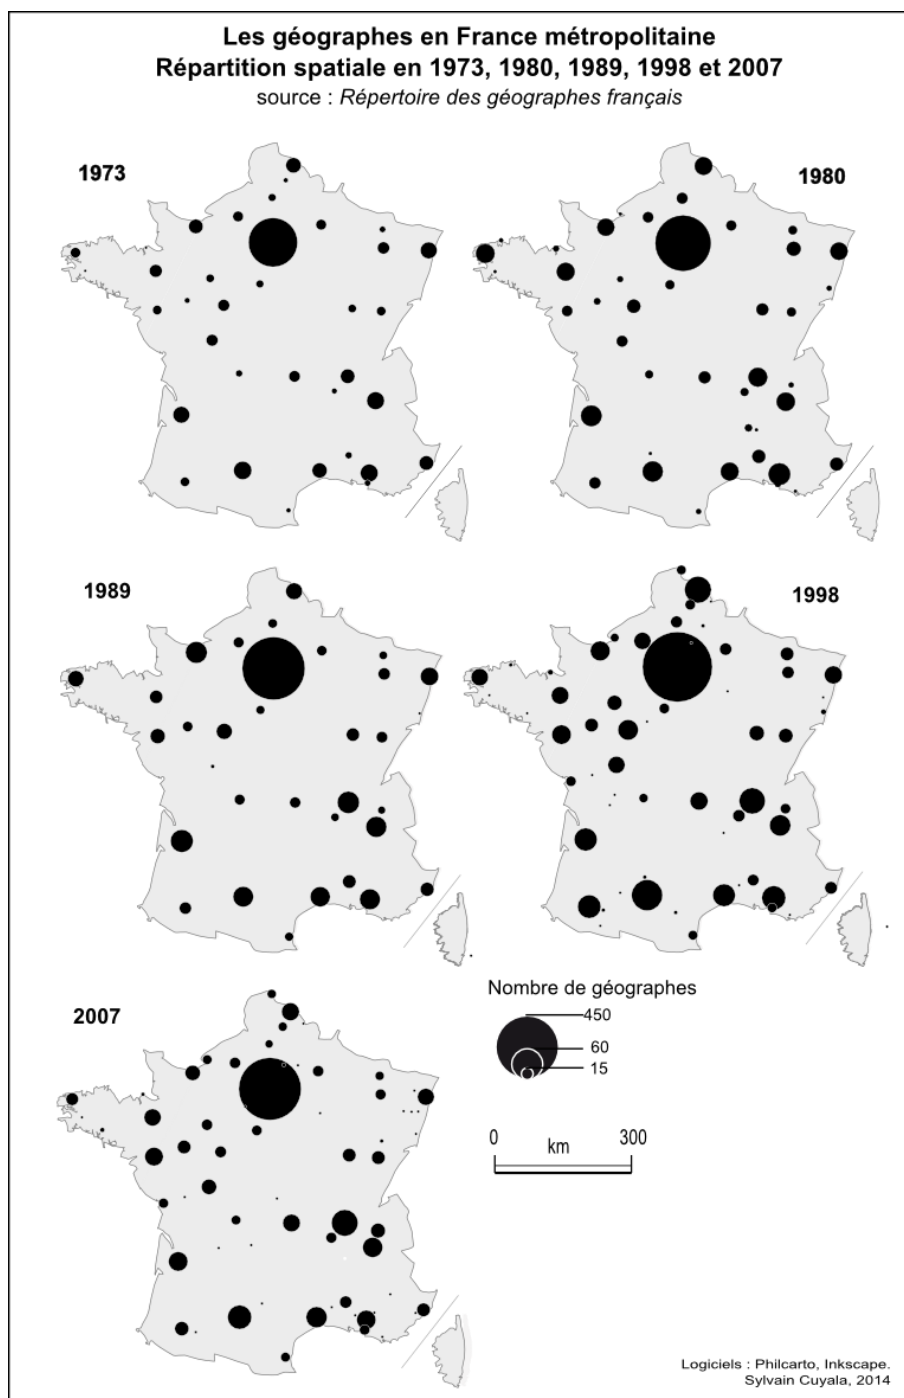 Les géographes en France métropolitaine
Répartition spatiale en 1973, 1980, 1989, 1998 et 2007
source : Répertoire des géographes français
1973
1980
1989
1998
2007
Nombre de géographes
450
60
15
0
300
km
Logiciels : Philcarto, Inkscape.
Sylvain Cuyala, 2014